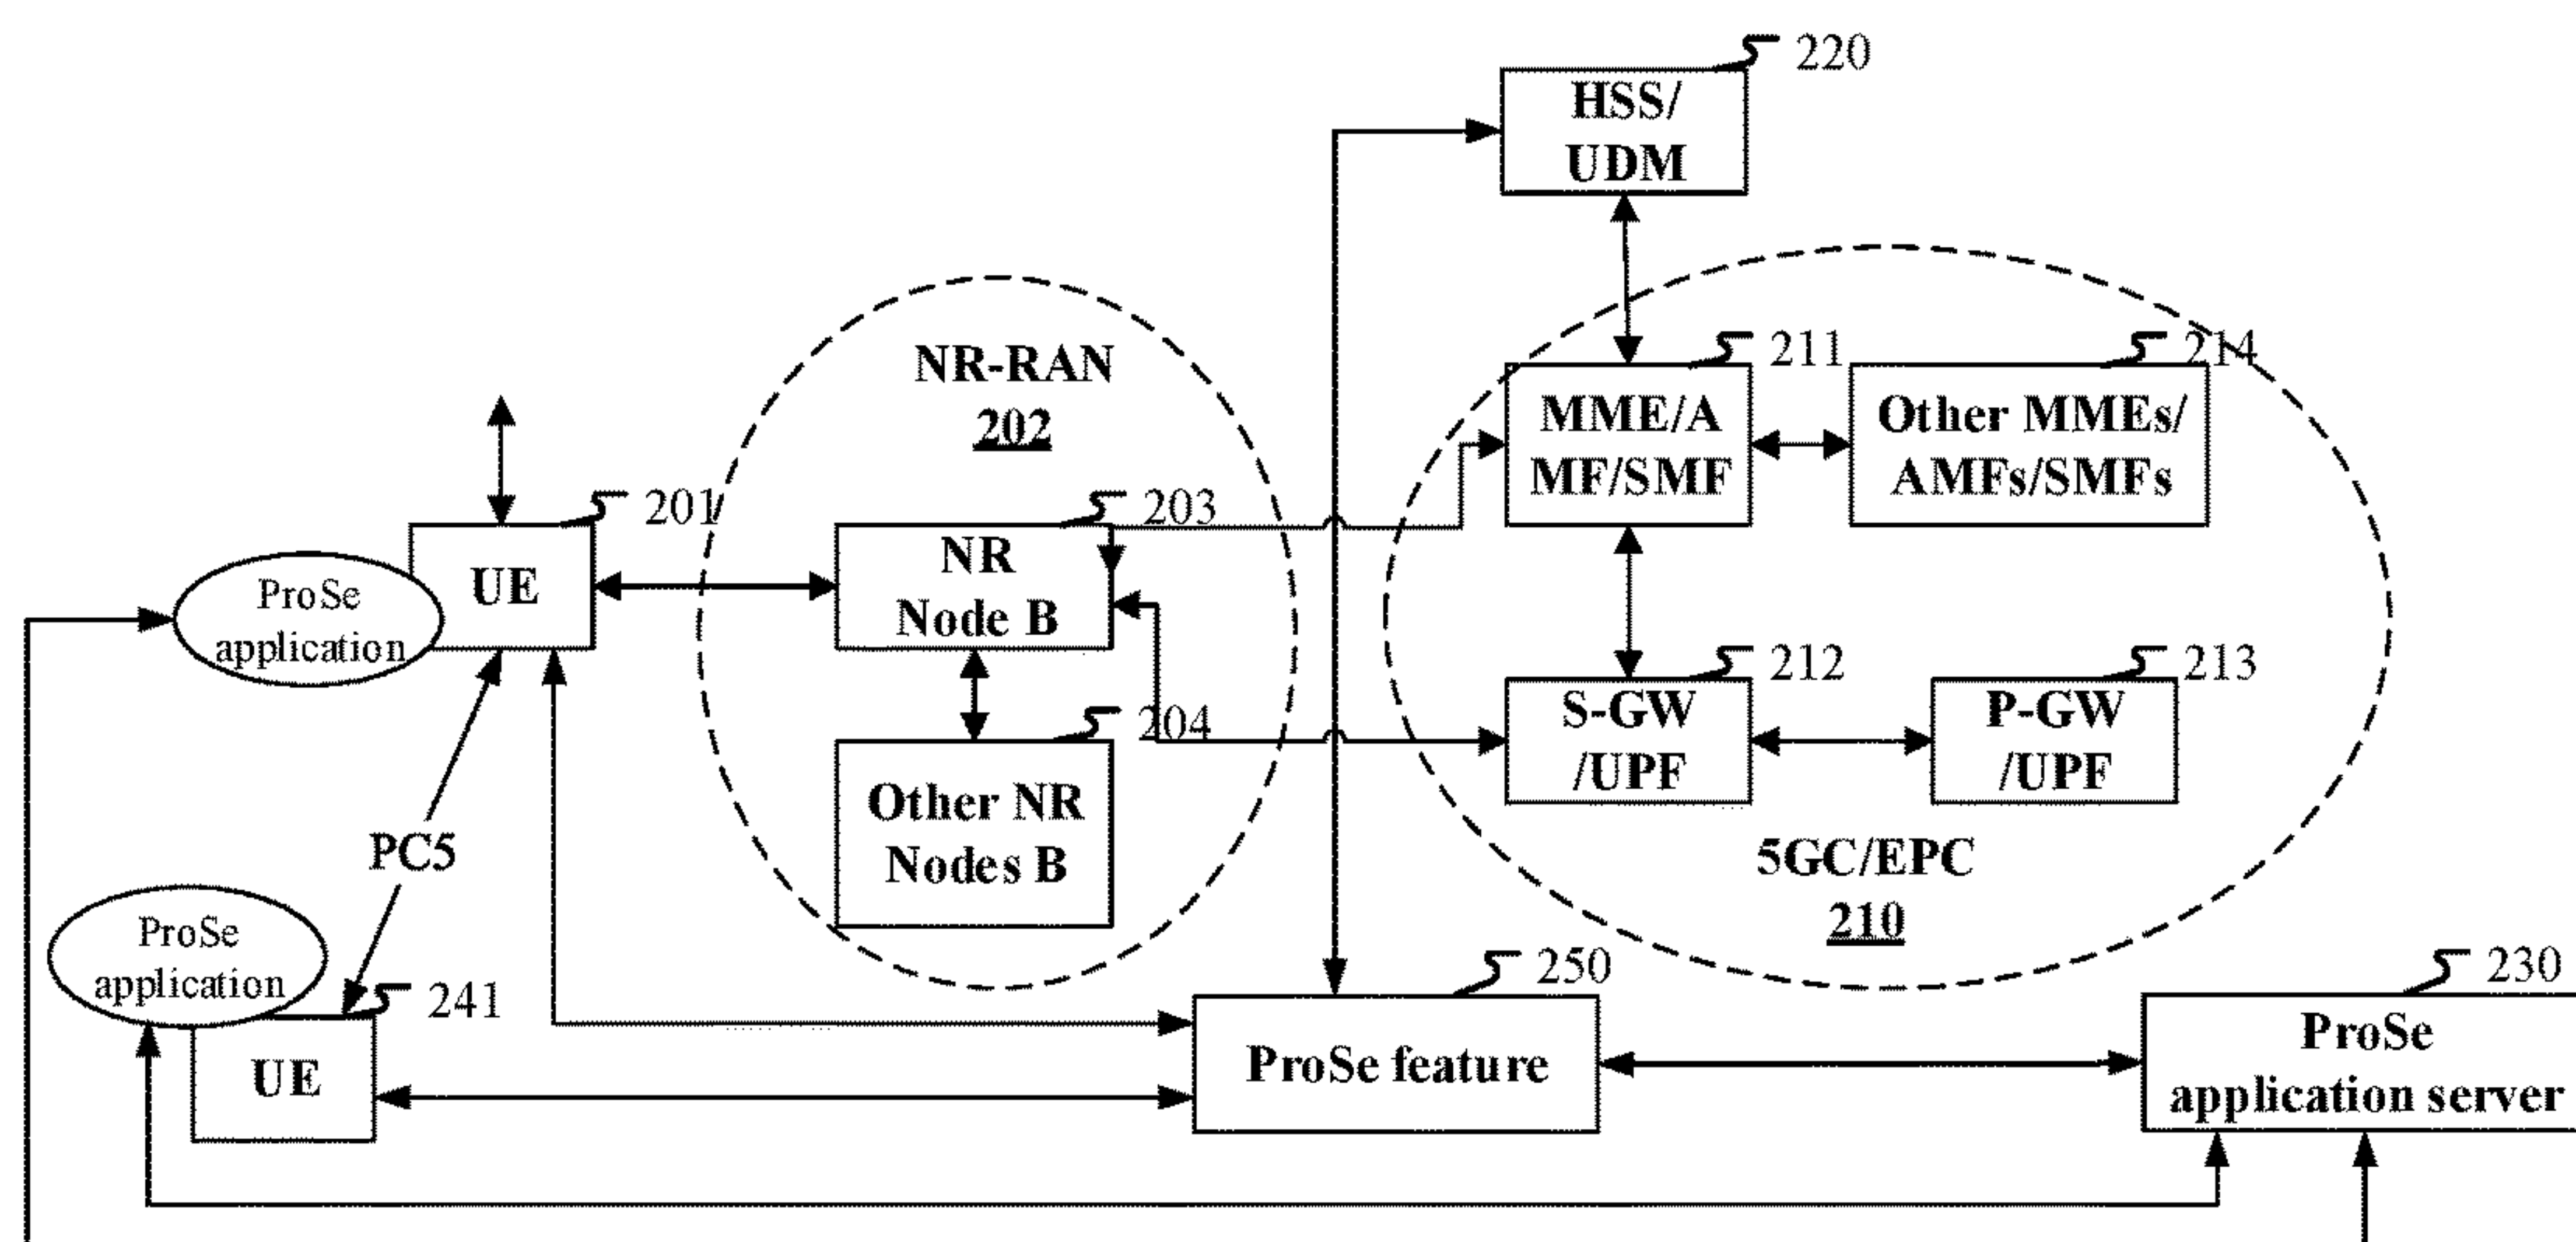 220
HSS/
UDM
NR-RAN
202
211
MME/A
MF/SMF
214
Other MMEs/
AMFs/SMFs
201
UE
ProSe
application
203
NR
Node B
204
Other NR
Nodes B
212
S-GW
/UPF
213
P-GW
/UPF
5GC/EPC
210
PC5
ProSe
application
241
UE
250
ProSe feature
230
ProSe
application server